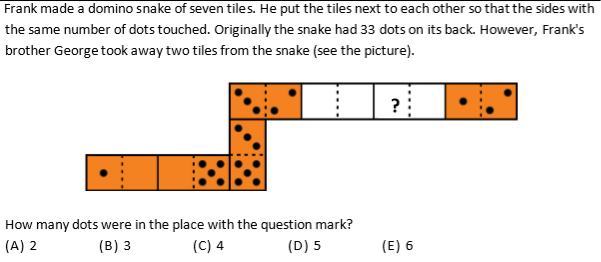 Frank made a domino snake of seven tiles. He put the tiles next to each other so that the sides with
the same number of dots touched. Originally the snake had 33 dots on its back. However, Frank's
brother George took away two tiles from the snake (see the picture).
?
How many dots were in the place with the question mark?
(A) 2 (B) 3 (C) 4 (D) 5 (E) 6